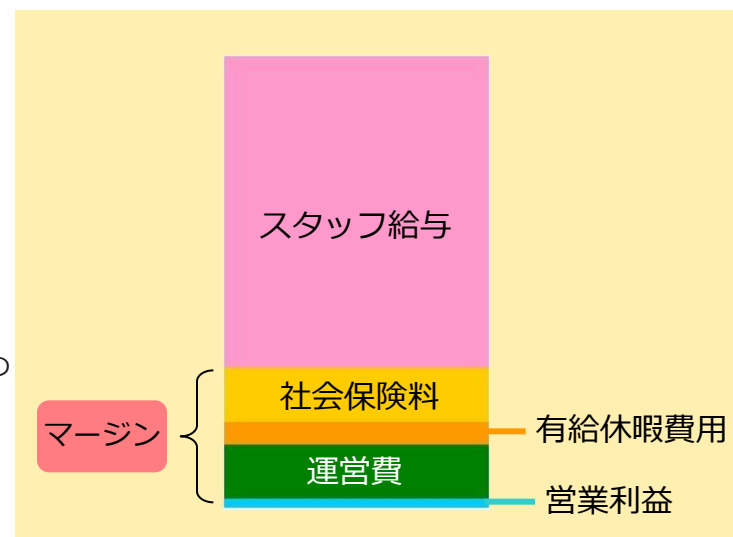 スタッフ給与
社会保険料
マージン
有給休暇費用
運営費
営業利益